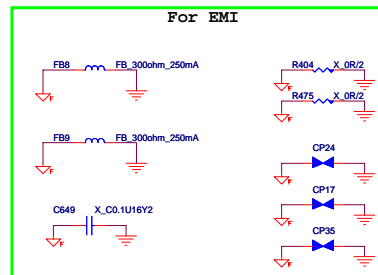 For EMI
FB8 FB_300ohm_250mA
R404 X_0R/2
F
R475 X_0R/2
F
F
FB9 FB_300ohm_250mA
CP24
F
F
CP17
C649 X_C0.1U16Y2
F
CP35
F
F